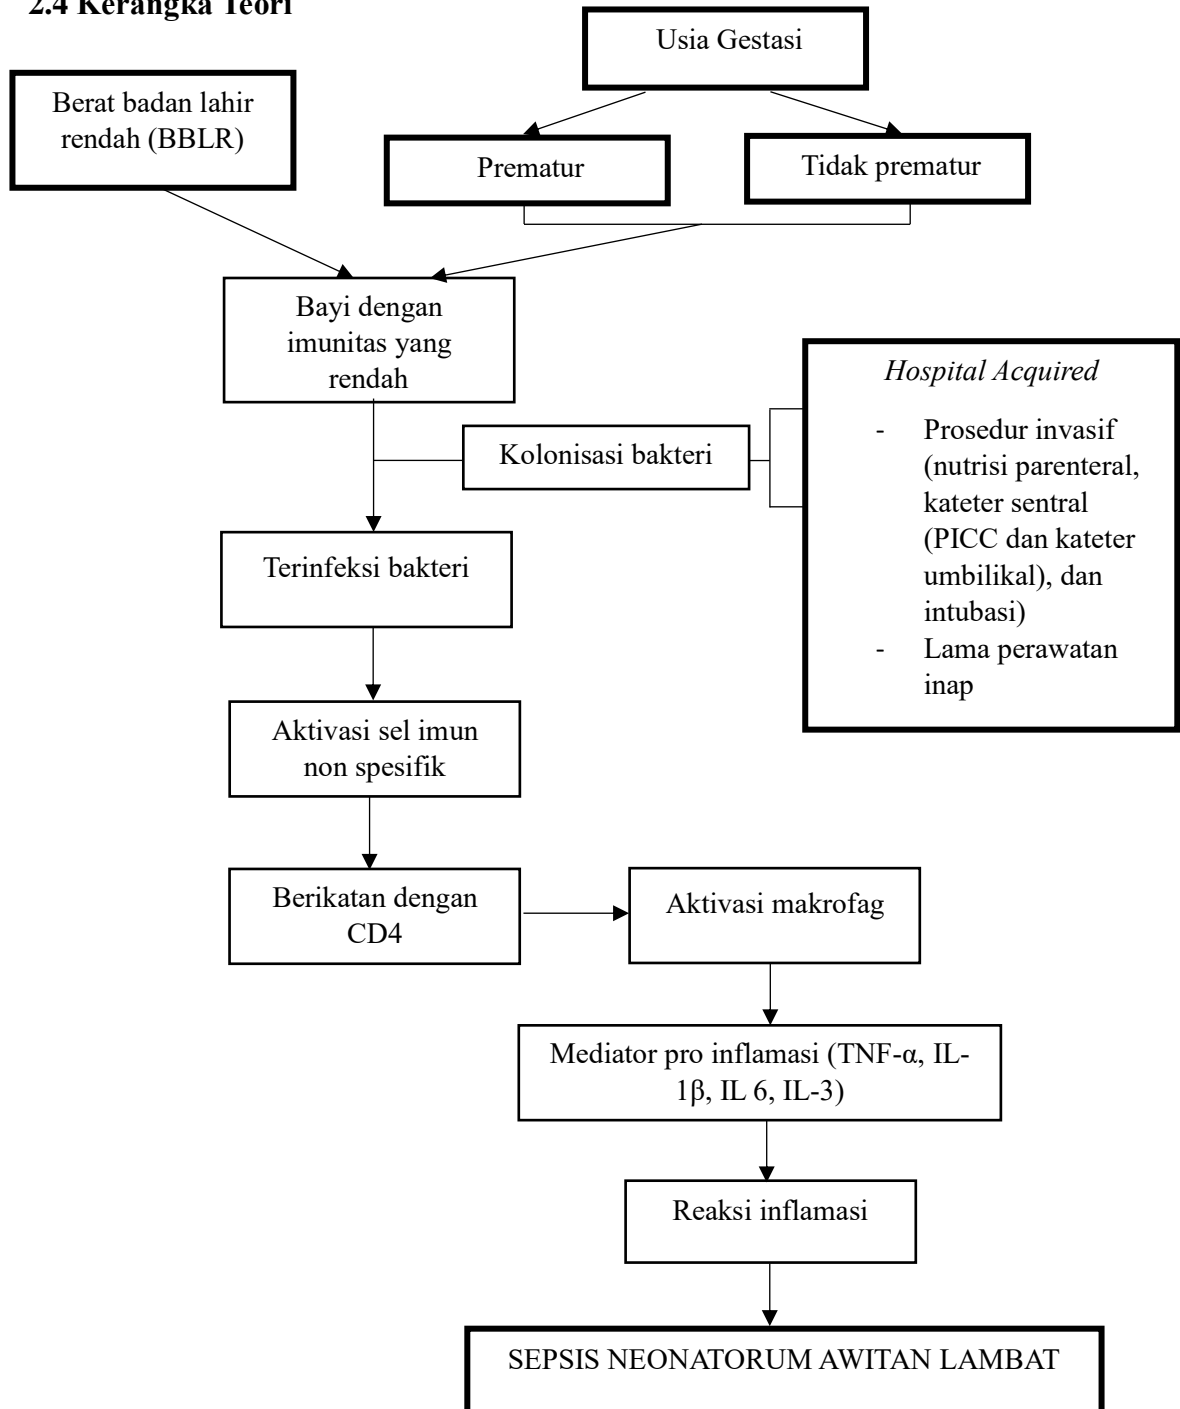 2.4 Kerangka Teori
Usia Gestasi
Berat badan lahir
rendah (BBLR)
Prematur
Tidak prematur
Bayi dengan
imunitas yang
rendah
Hospital Acquired
- Prosedur invasif
(nutrisi parenteral,
kateter sentral
(PICC dan kateter
umbilikal), dan
intubasi)
- Lama perawatan
inap
Kolonisasi bakteri
Terinfeksi bakteri
Aktivasi sel imun
non spesifik
Berikatan dengan
CD4
Aktivasi makrofag
Mediator pro inflamasi (TNF-α, IL-
1β, IL 6, IL-3)
Reaksi inflamasi
SEPSIS NEONATORUM AWITAN LAMBAT